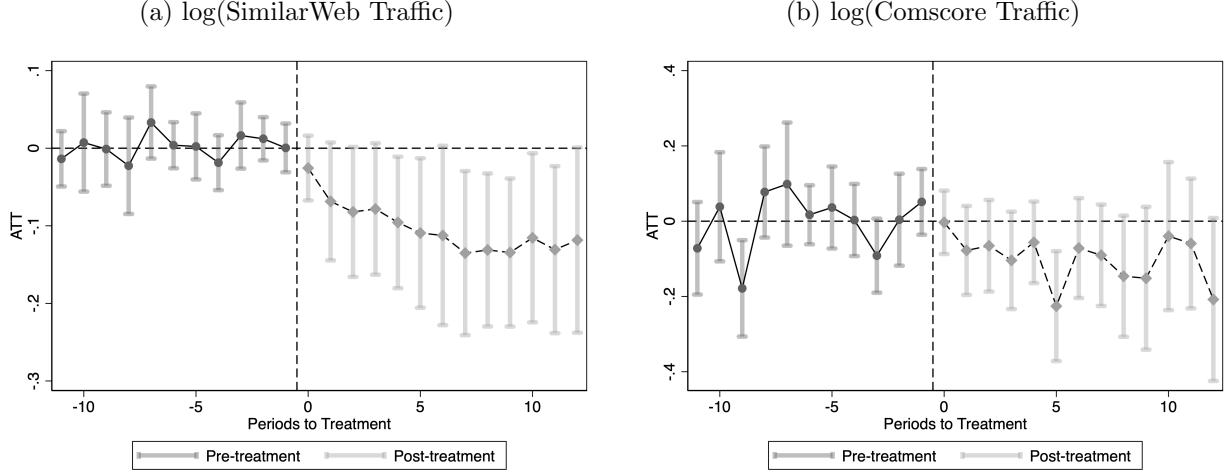 (a) log(SimilarWeb Traffic)
.1
0
-.1
-.2
-.3
ATT
-10
-5
0
5
10
Periods to Treatment
Pre-treatment
Post-treatment
(b) log(Comscore Traffic)
.4
.2
0
-.2
-.4
ATT
-10
-5
0
5
10
Periods to Treatment
Pre-treatment
Post-treatment